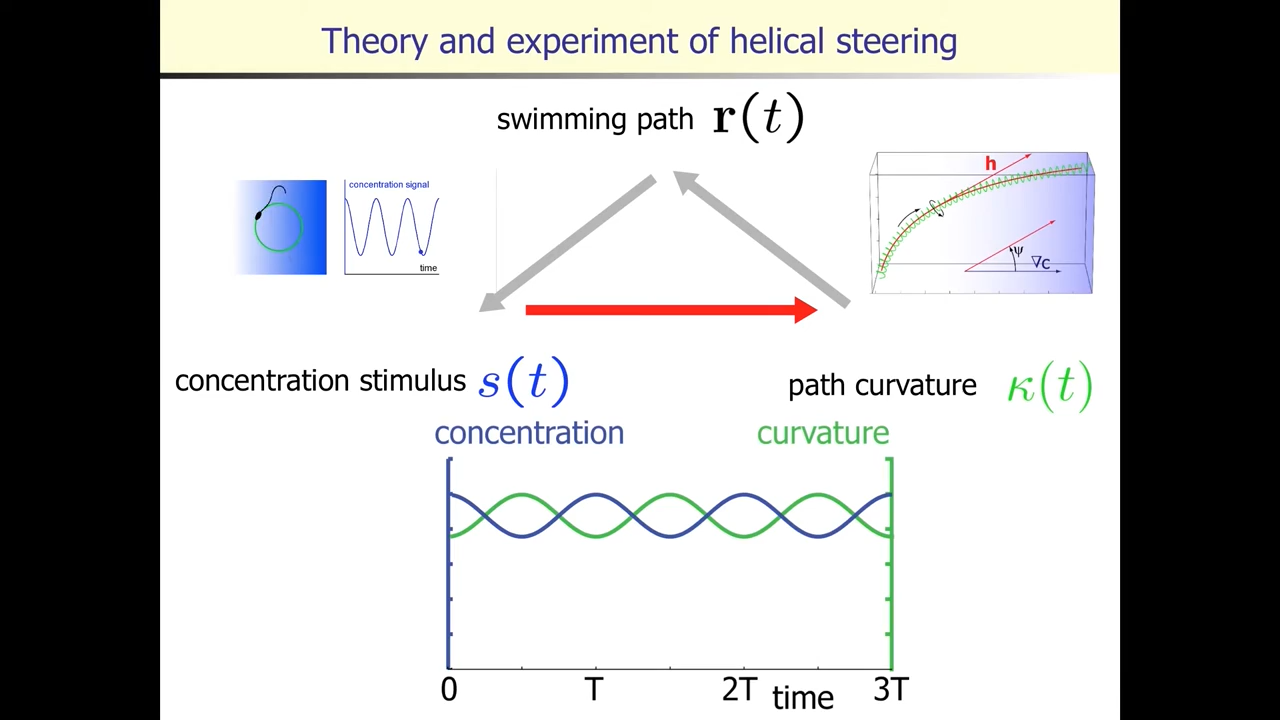 Theory and experiment of helical steering
swimming path r(t)
concentration signal
time
h
ψ
∇C
concentration stimulus s(t)
path curvature κ(t)
concentration
curvature
0 T 2T 3T
time